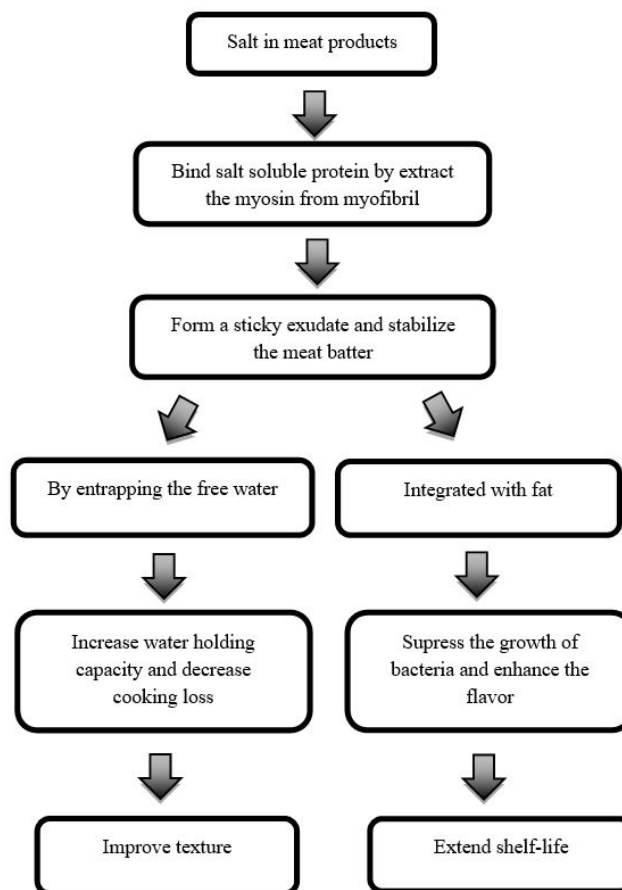 Salt in meat products
Bind salt soluble protein by extract
the myosin from myofibril
Form a sticky exudate and stabilize
the meat batter
By entrapping the free water
Integrated with fat
Increase water holding
capacity and decrease
cooking loss
Supress the growth of
bacteria and enhance the
flavor
Improve texture
Extend shelf-life